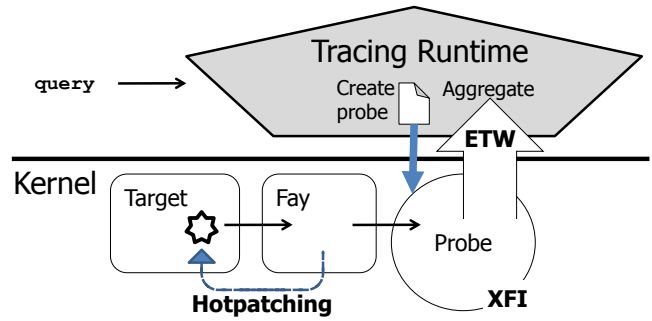 Tracing Runtime
query
Create
probe
Aggregate
ETW
Kernel
Target
Fay
Probe
Hotpatching
XFI